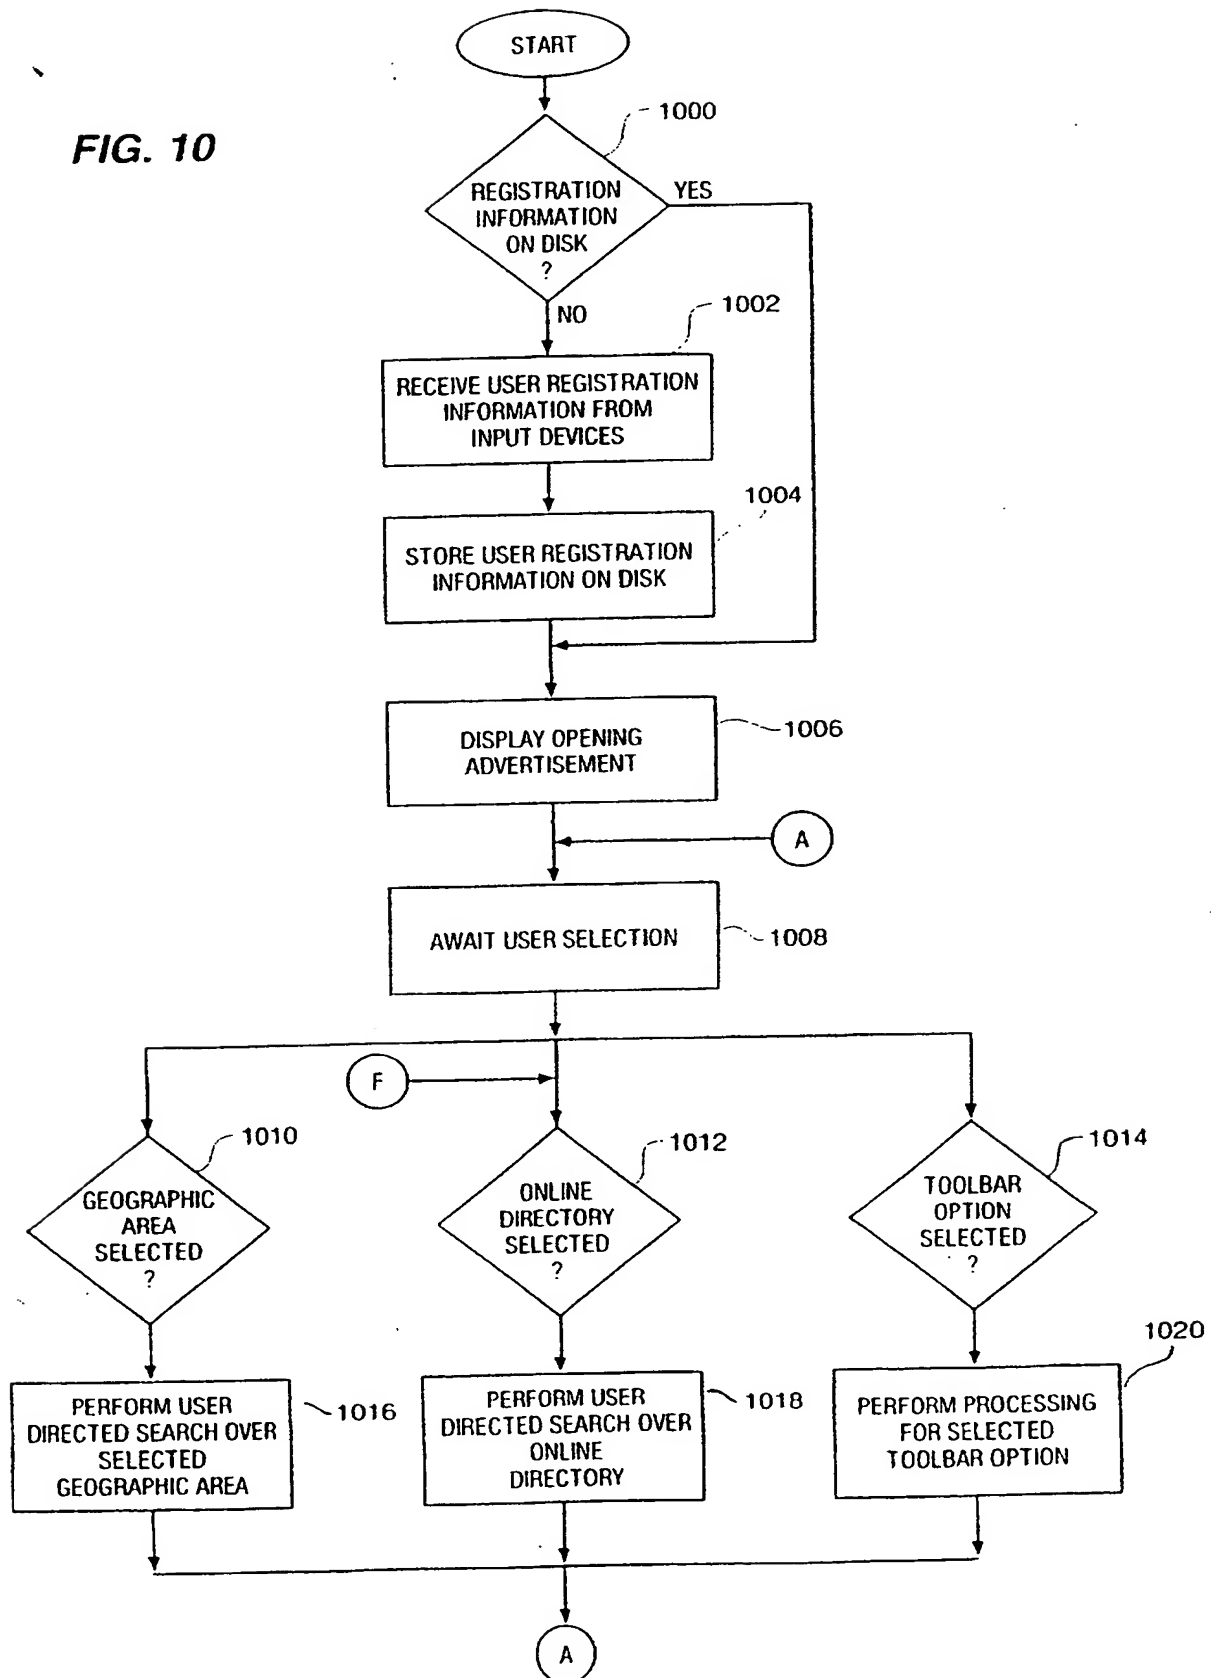 START
FIG. 10
1000
REGISTRATION
INFORMATION
ON DISK
?
YES
NO
1002
RECEIVE USER REGISTRATION
INFORMATION FROM
INPUT DEVICES
1004
STORE USER REGISTRATION
INFORMATION ON DISK
DISPLAY OPENING
ADVERTISEMENT
1006
A
AWAIT USER SELECTION
1008
F
1010
GEOGRAPHIC
AREA
SELECTED
?
1012
ONLINE
DIRECTORY
SELECTED
?
1014
TOOLBAR
OPTION
SELECTED
?
PERFORM USER
DIRECTED SEARCH OVER
SELECTED
GEOGRAPHIC AREA
1016
PERFORM USER
DIRECTED SEARCH OVER
ONLINE
DIRECTORY
1018
1020
PERFORM PROCESSING
FOR SELECTED
TOOLBAR OPTION
A